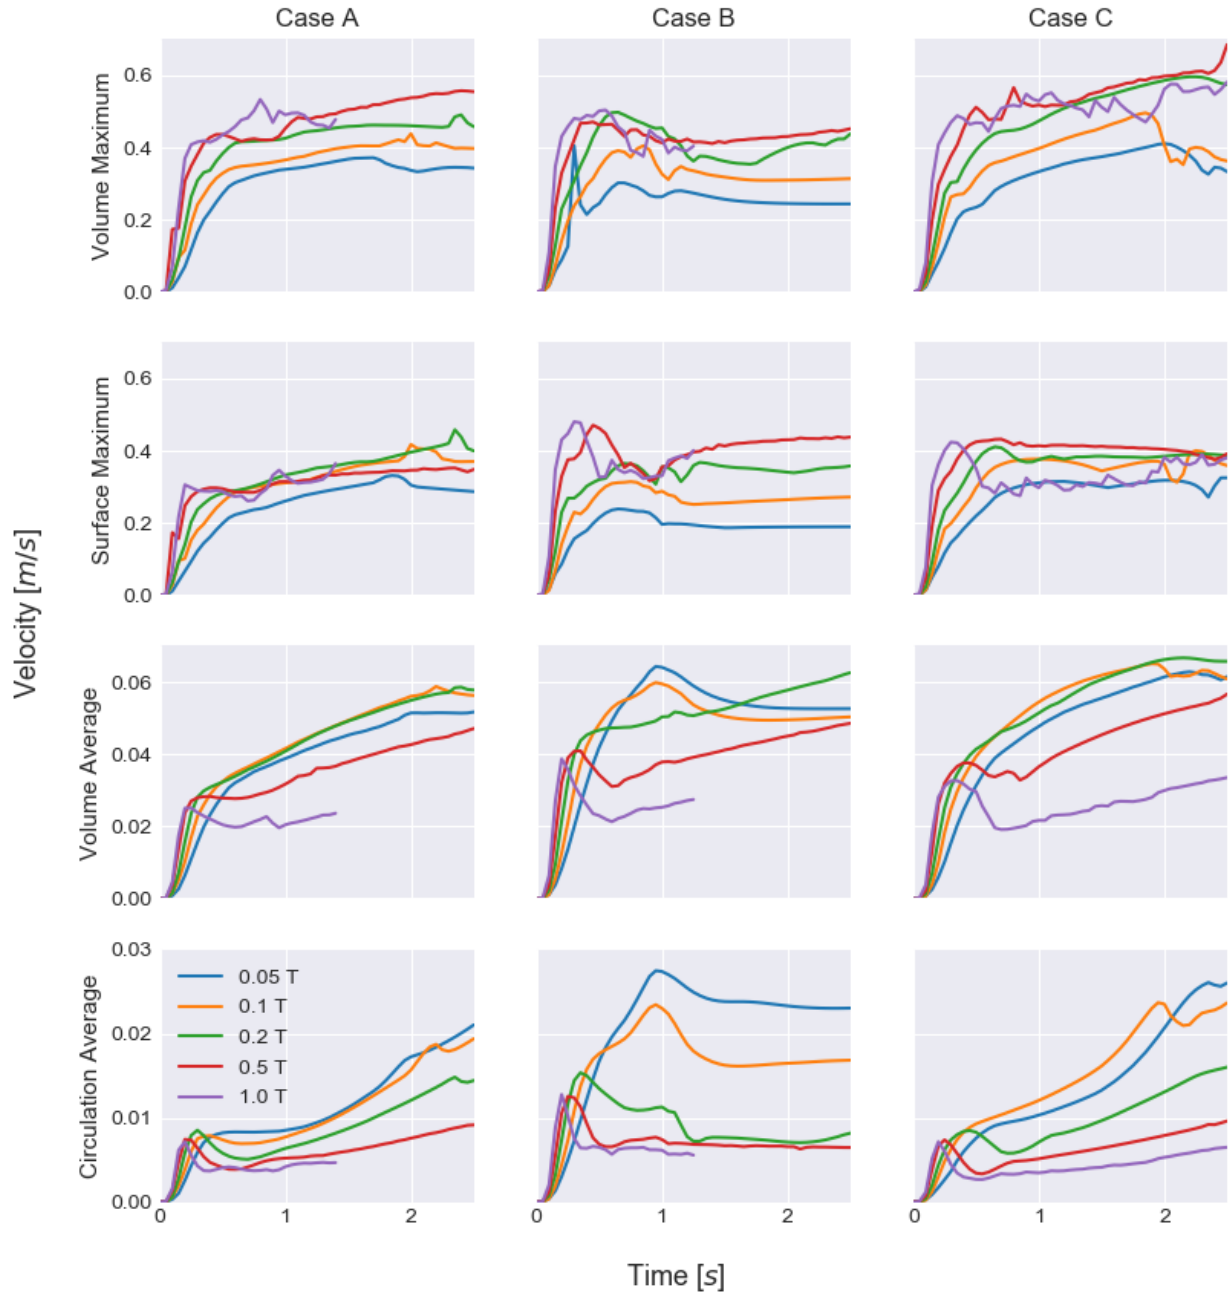 Case A
Case B
Case C
Volume Maximum
0.6
0.4
0.2
0.0
Surface Maximum
0.6
0.4
0.2
0.0
Velocity [m/s]
Volume Average
0.06
0.04
0.02
0.00
Circulation Average
0.03
0.02
0.01
0.00
0.05 T
0.1 T
0.2 T
0.5 T
1.0 T
0 1 2
0 1 2
0 1 2
Time [s]